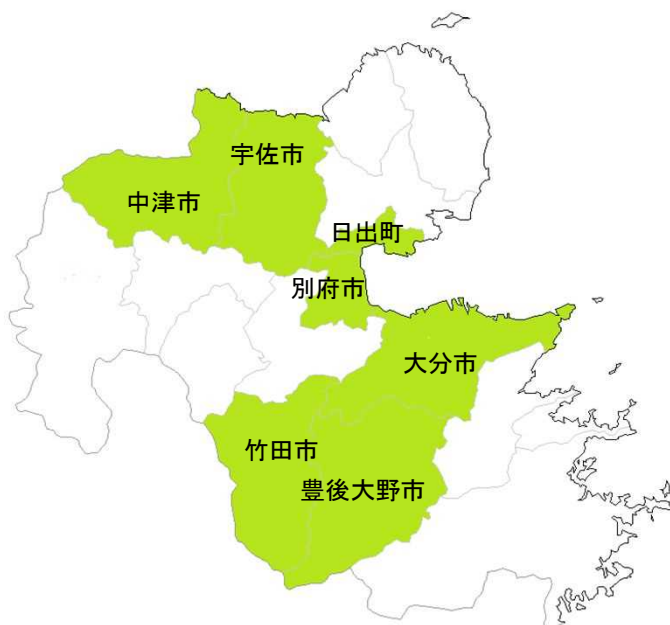 宇佐市
中津市
日出町
別府市
大分市
竹田市
豊後大野市